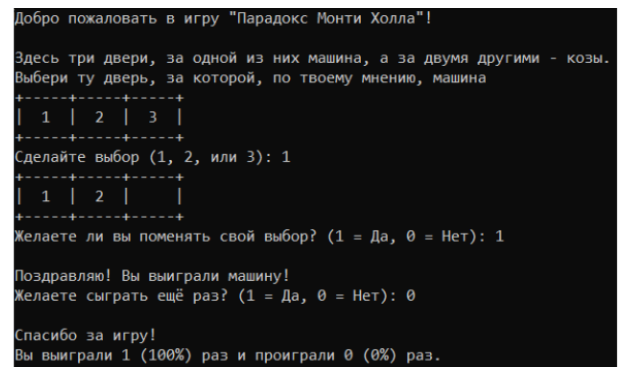 Добро пожаловать в игру "Парадокс Монти Холла"!
Здесь три двери, за одной из них машина, а за двумя другими - козы.
Выбери ту дверь, за которой, по твоему мнению, машина
+-----+-----+-----+
|  1  |  2  |  3  |
+-----+-----+-----+
Сделайте выбор (1, 2, или 3): 1
+-----+-----+-----+
|  1  |  2  |     |
+-----+-----+-----+
Желаете ли вы поменять свой выбор? (1 = Да, 0 = Нет): 1
Поздравляю! Вы выиграли машину!
Желаете сыграть ещё раз? (1 = Да, 0 = Нет): 0
Спасибо за игру!
Вы выиграли 1 (100%) раз и проиграли 0 (0%) раз.